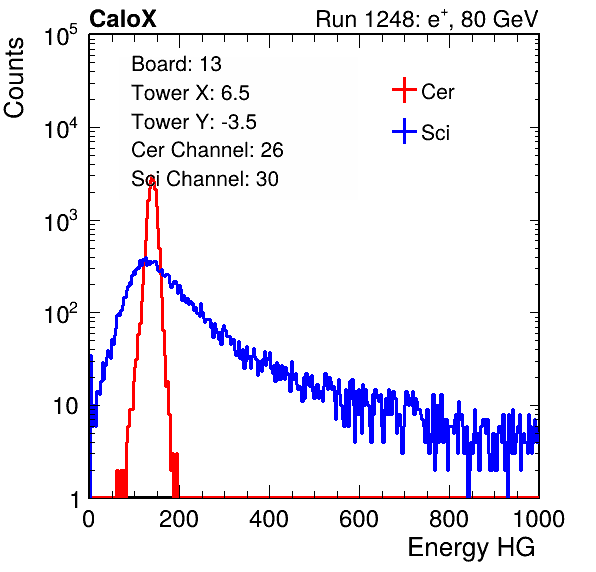 CaloX Run 1248: e⁺, 80 GeV
Counts
10⁵
10⁴
10³
10²
10
1
Board: 13
Tower X: 6.5
Tower Y: -3.5
Cer Channel: 26
Sci Channel: 30
Cer
Sci
0 200 400 600 800 1000
Energy HG